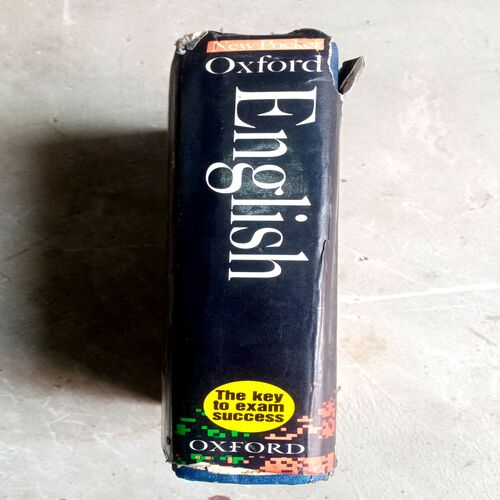 New Pocket
Oxford
English
The key
to exam
success
OXFORD